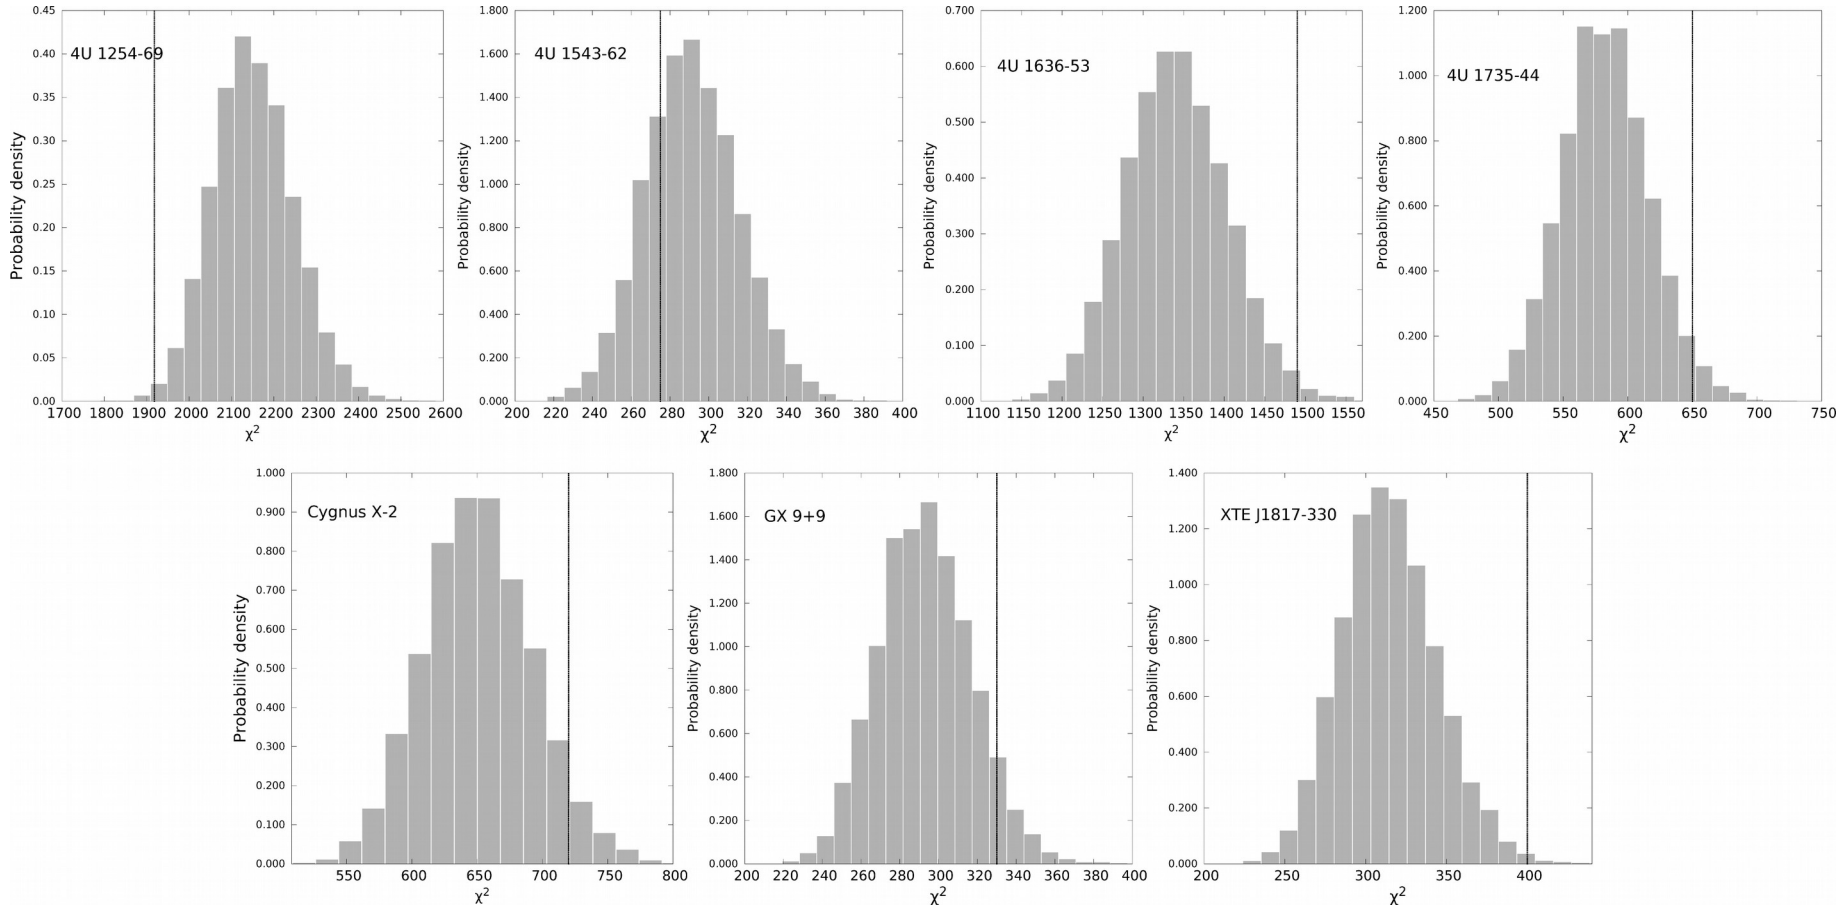 4U 1254-69
Probability density
0.45
0.40
0.35
0.30
0.25
0.20
0.15
0.10
0.05
0.00
1700 1800 1900 2000 2100 2200 2300 2400 2500 2600
χ2
4U 1543-62
Probability density
1.800
1.600
1.400
1.200
1.000
0.800
0.600
0.400
0.200
0.000
200 220 240 260 280 300 320 340 360 380 400
χ2
4U 1636-53
Probability density
0.700
0.600
0.500
0.400
0.300
0.200
0.100
0.000
1100 1150 1200 1250 1300 1350 1400 1450 1500 1550
χ2
4U 1735-44
Probability density
1.200
1.000
0.800
0.600
0.400
0.200
0.000
450 500 550 600 650 700 750
χ2
Cygnus X-2
Probability density
1.000
0.900
0.800
0.700
0.600
0.500
0.400
0.300
0.200
0.100
0.000
550 600 650 700 750 800
χ2
GX 9+9
Probability density
1.800
1.600
1.400
1.200
1.000
0.800
0.600
0.400
0.200
0.000
200 220 240 260 280 300 320 340 360 380 400
χ2
XTE J1817-330
Probability density
1.400
1.200
1.000
0.800
0.600
0.400
0.200
0.000
200 250 300 350 400
χ2